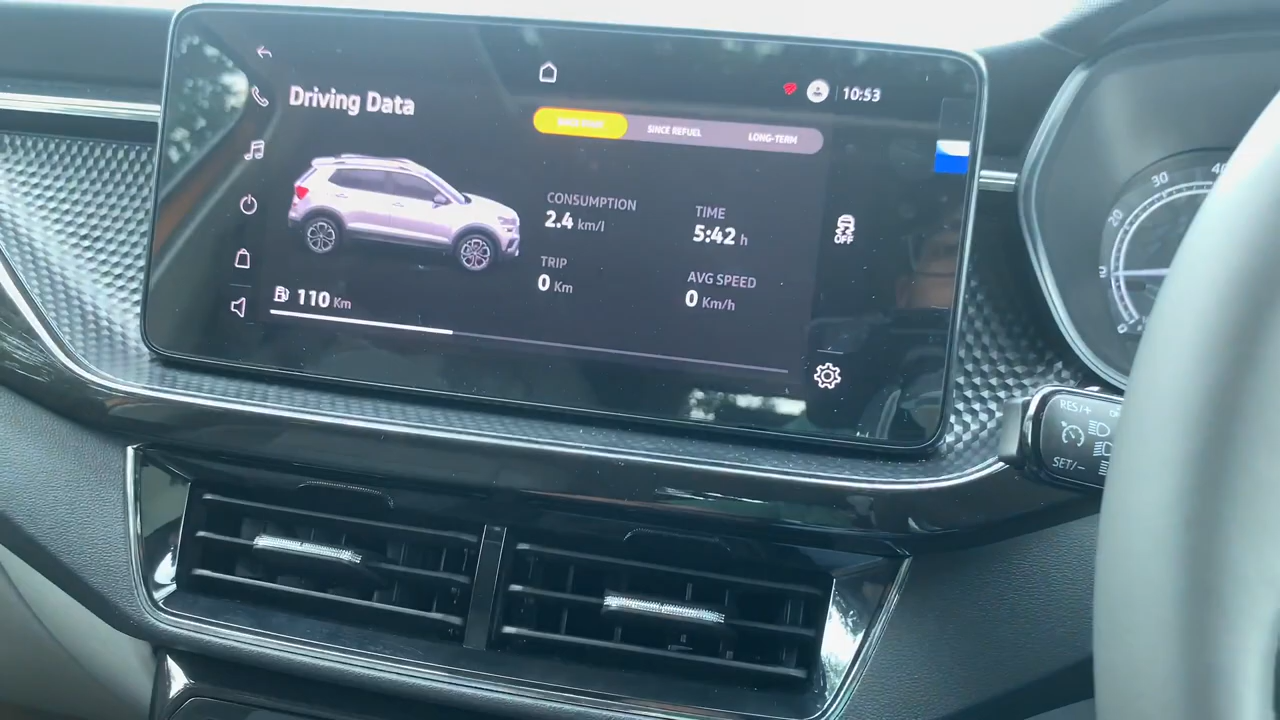 10:53
Driving Data
SINCE REFUEL
LONG-TERM
CONSUMPTION
2.4 km/l
TIME
5:42 h
TRIP
0 Km
AVG SPEED
0 Km/h
OFF
110 Km
20
30
40
RES/+
SET/-